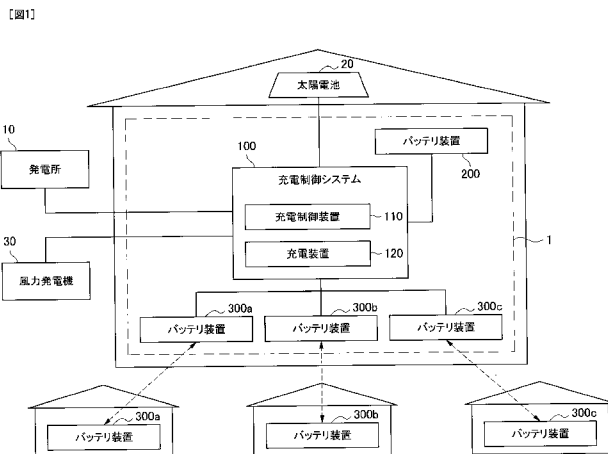 [図1]
20
太陽電池
10
発電所
100
充電制御システム
バッテリ装置
200
充電制御装置
110
充電装置
120
30
風力発電機
1
300a
バッテリ装置
300b
バッテリ装置
300c
バッテリ装置
300a
バッテリ装置
300b
バッテリ装置
300c
バッテリ装置